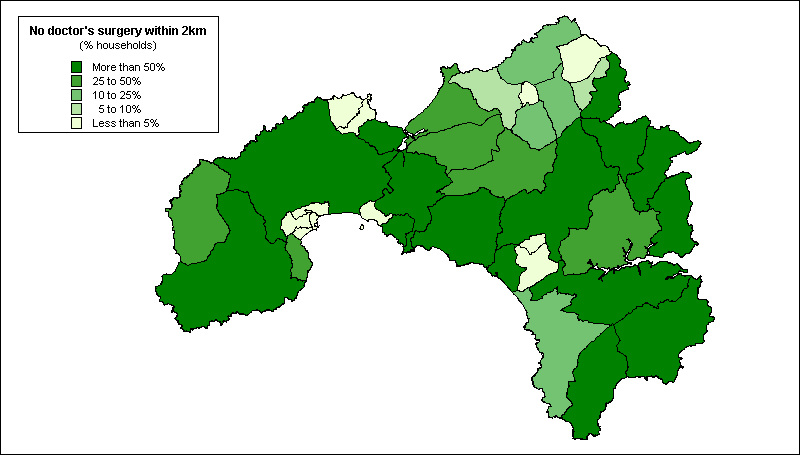 No doctor's surgery within 2km
(% households)
More than 50%
25 to 50%
10 to 25%
5 to 10%
Less than 5%